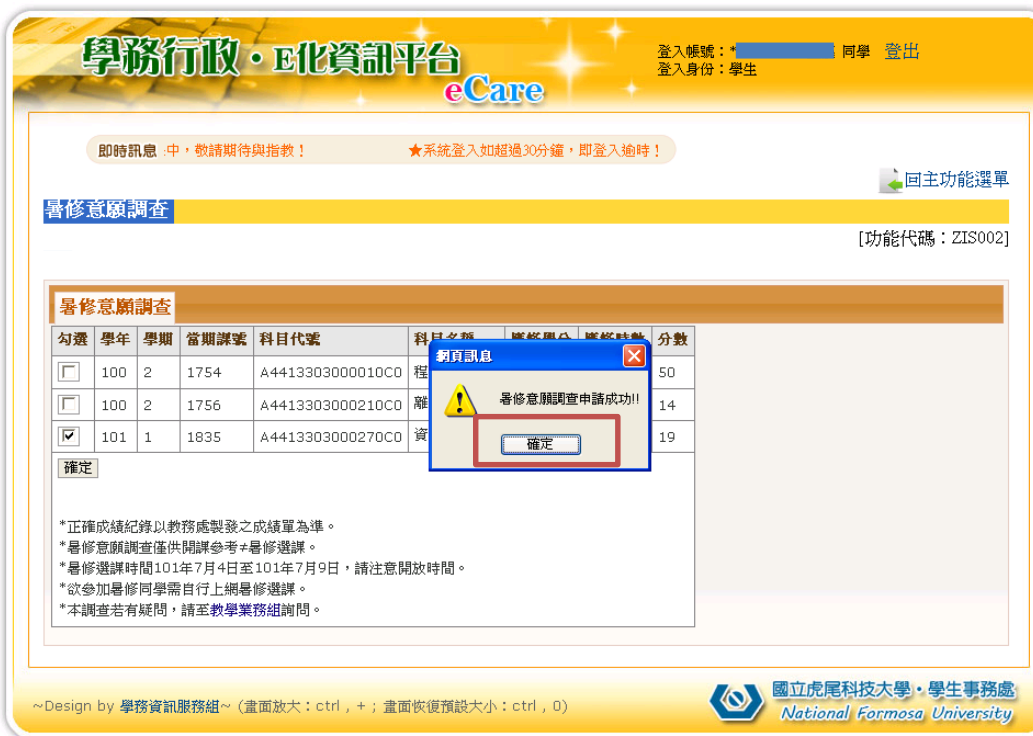 學務行政・E化資訊平台
eCare
登入帳號：* 同學 登出
登入身份：學生
即時訊息 中，敬請期待與指教！ ★系統登入如超過30分鐘，即登入逾時！
回主功能選單
暑修意願調查
[功能代碼：ZIS002]
暑修意願調查
勾選 學年 學期 當期課號 科目代號 科目名稱 應修學分 應修時數 分數
100 2 1754 A4413303000010C0 程 50
100 2 1756 A4413303000210C0 離 14
101 1 1835 A4413303000270C0 資 19
網頁訊息
暑修意願調查申請成功!!
確定
確定
*正確成績紀錄以教務處製發之成績單為準。
*暑修意願調查僅供開課參考≠暑修選課。
*暑修選課時間101年7月4日至101年7月9日，請注意開放時間。
*欲參加暑修同學需自行上網暑修選課。
*本調查若有疑問，請至教學業務組詢問。
~Design by 學務資訊服務組~ (畫面放大：ctrl , + ; 畫面恢復預設大小：ctrl , 0)
國立虎尾科技大學・學生事務處
National Formosa University